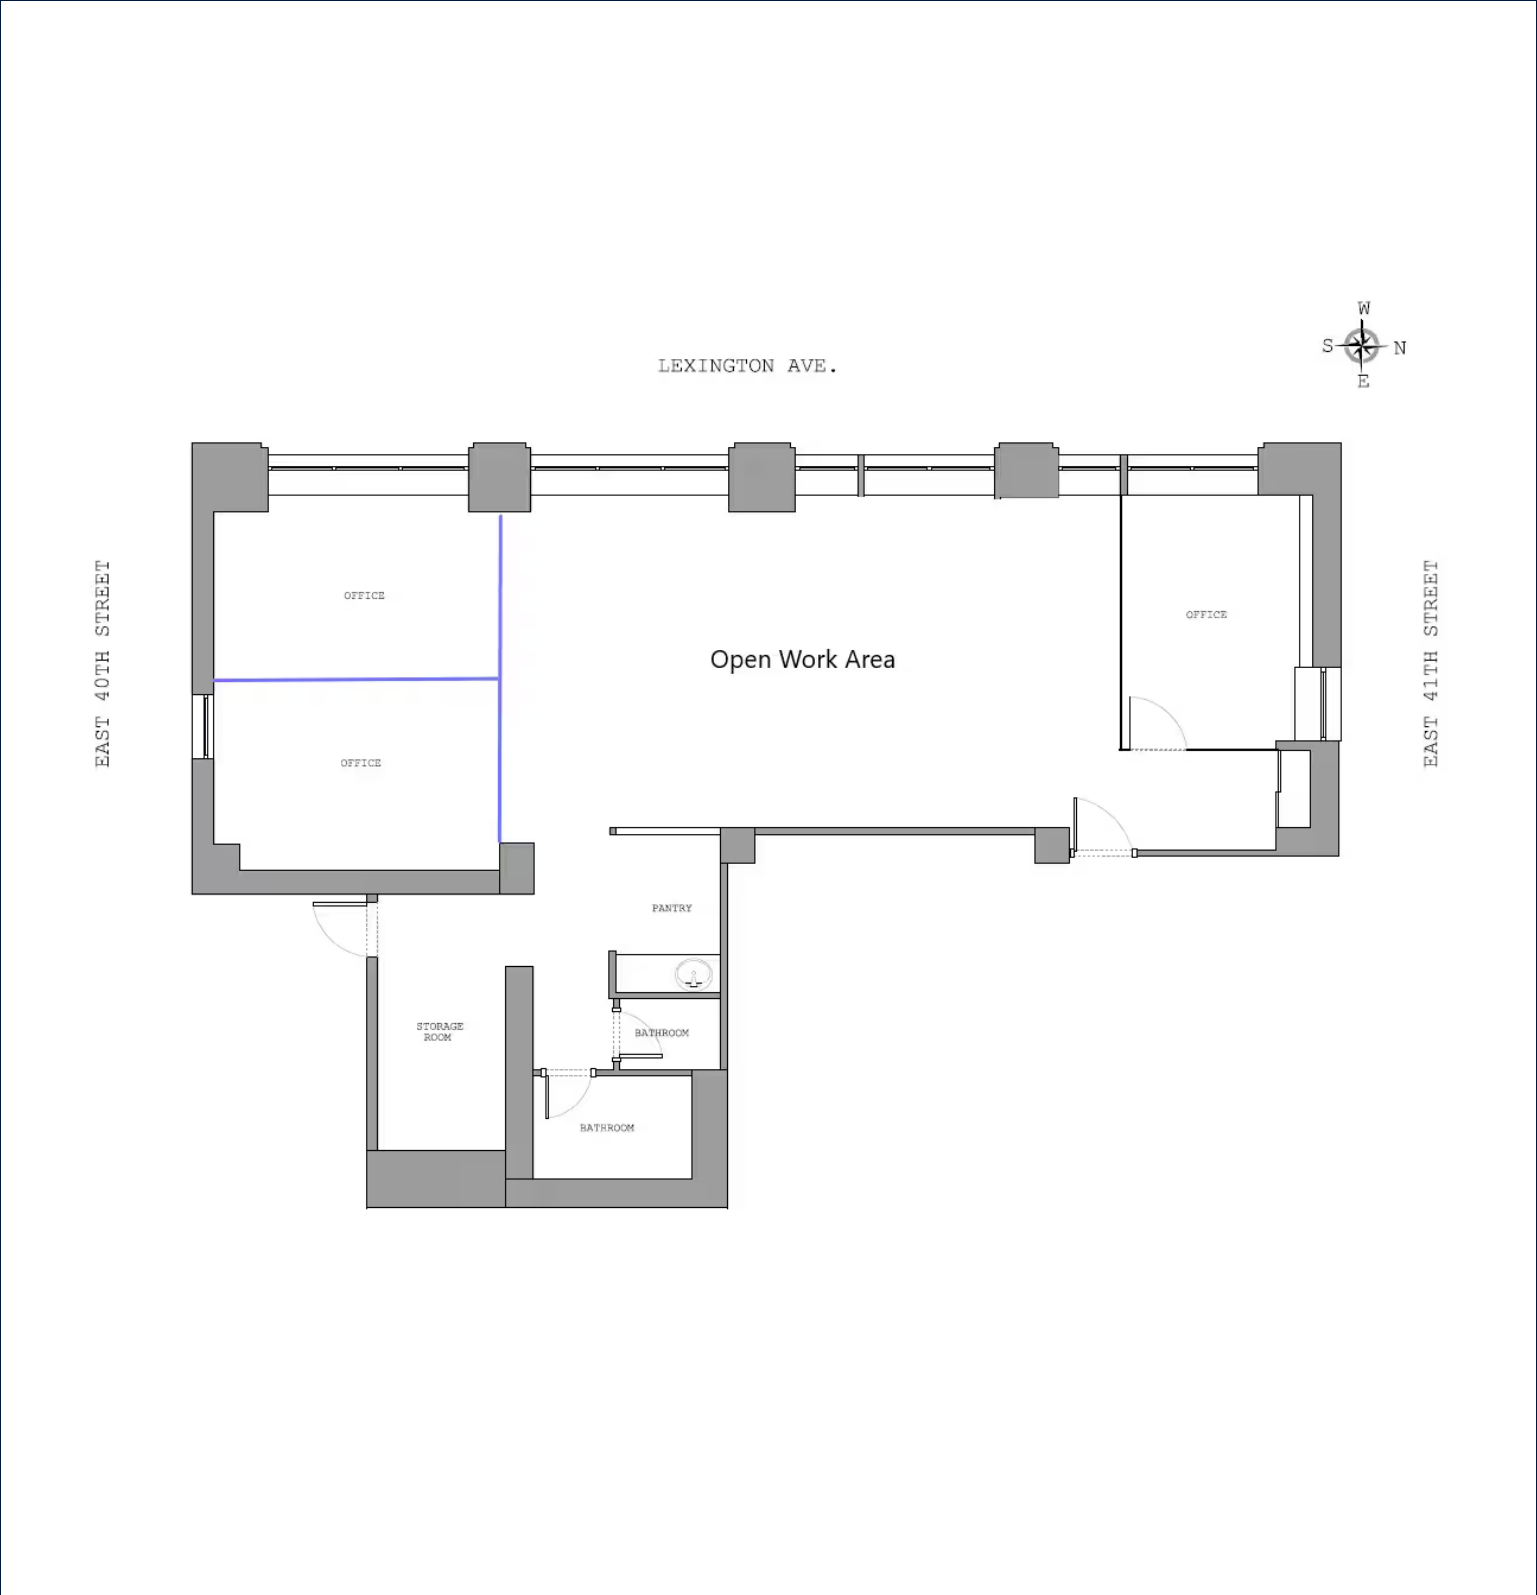 W
S N
E
LEXINGTON AVE.
EAST 40TH STREET
EAST 41TH STREET
OFFICE
OFFICE
Open Work Area
OFFICE
PANTRY
STORAGE
ROOM
BATHROOM
BATHROOM